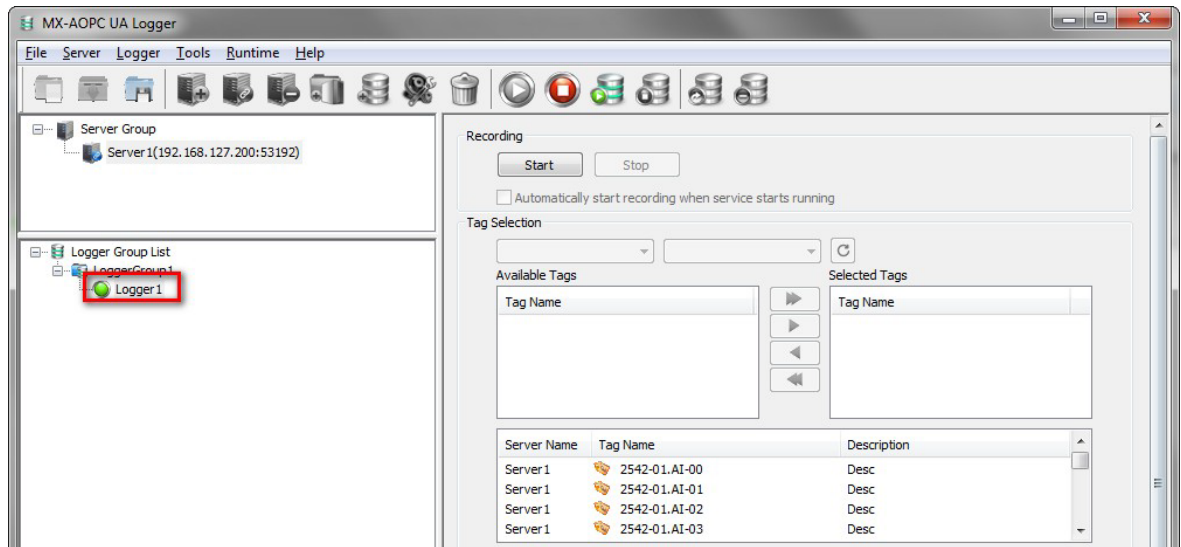 MX-AOPC UA Logger
File Server Logger Tools Runtime Help
Server Group
Server1(192.168.127.200:53192)
Logger Group List
LoggerGroup1
Logger1
Recording
Start Stop
Automatically start recording when service starts running
Tag Selection
Available Tags Selected Tags
Tag Name Tag Name
Server Name Tag Name Description
Server1 2542-01.AI-00 Desc
Server1 2542-01.AI-01 Desc
Server1 2542-01.AI-02 Desc
Server1 2542-01.AI-03 Desc